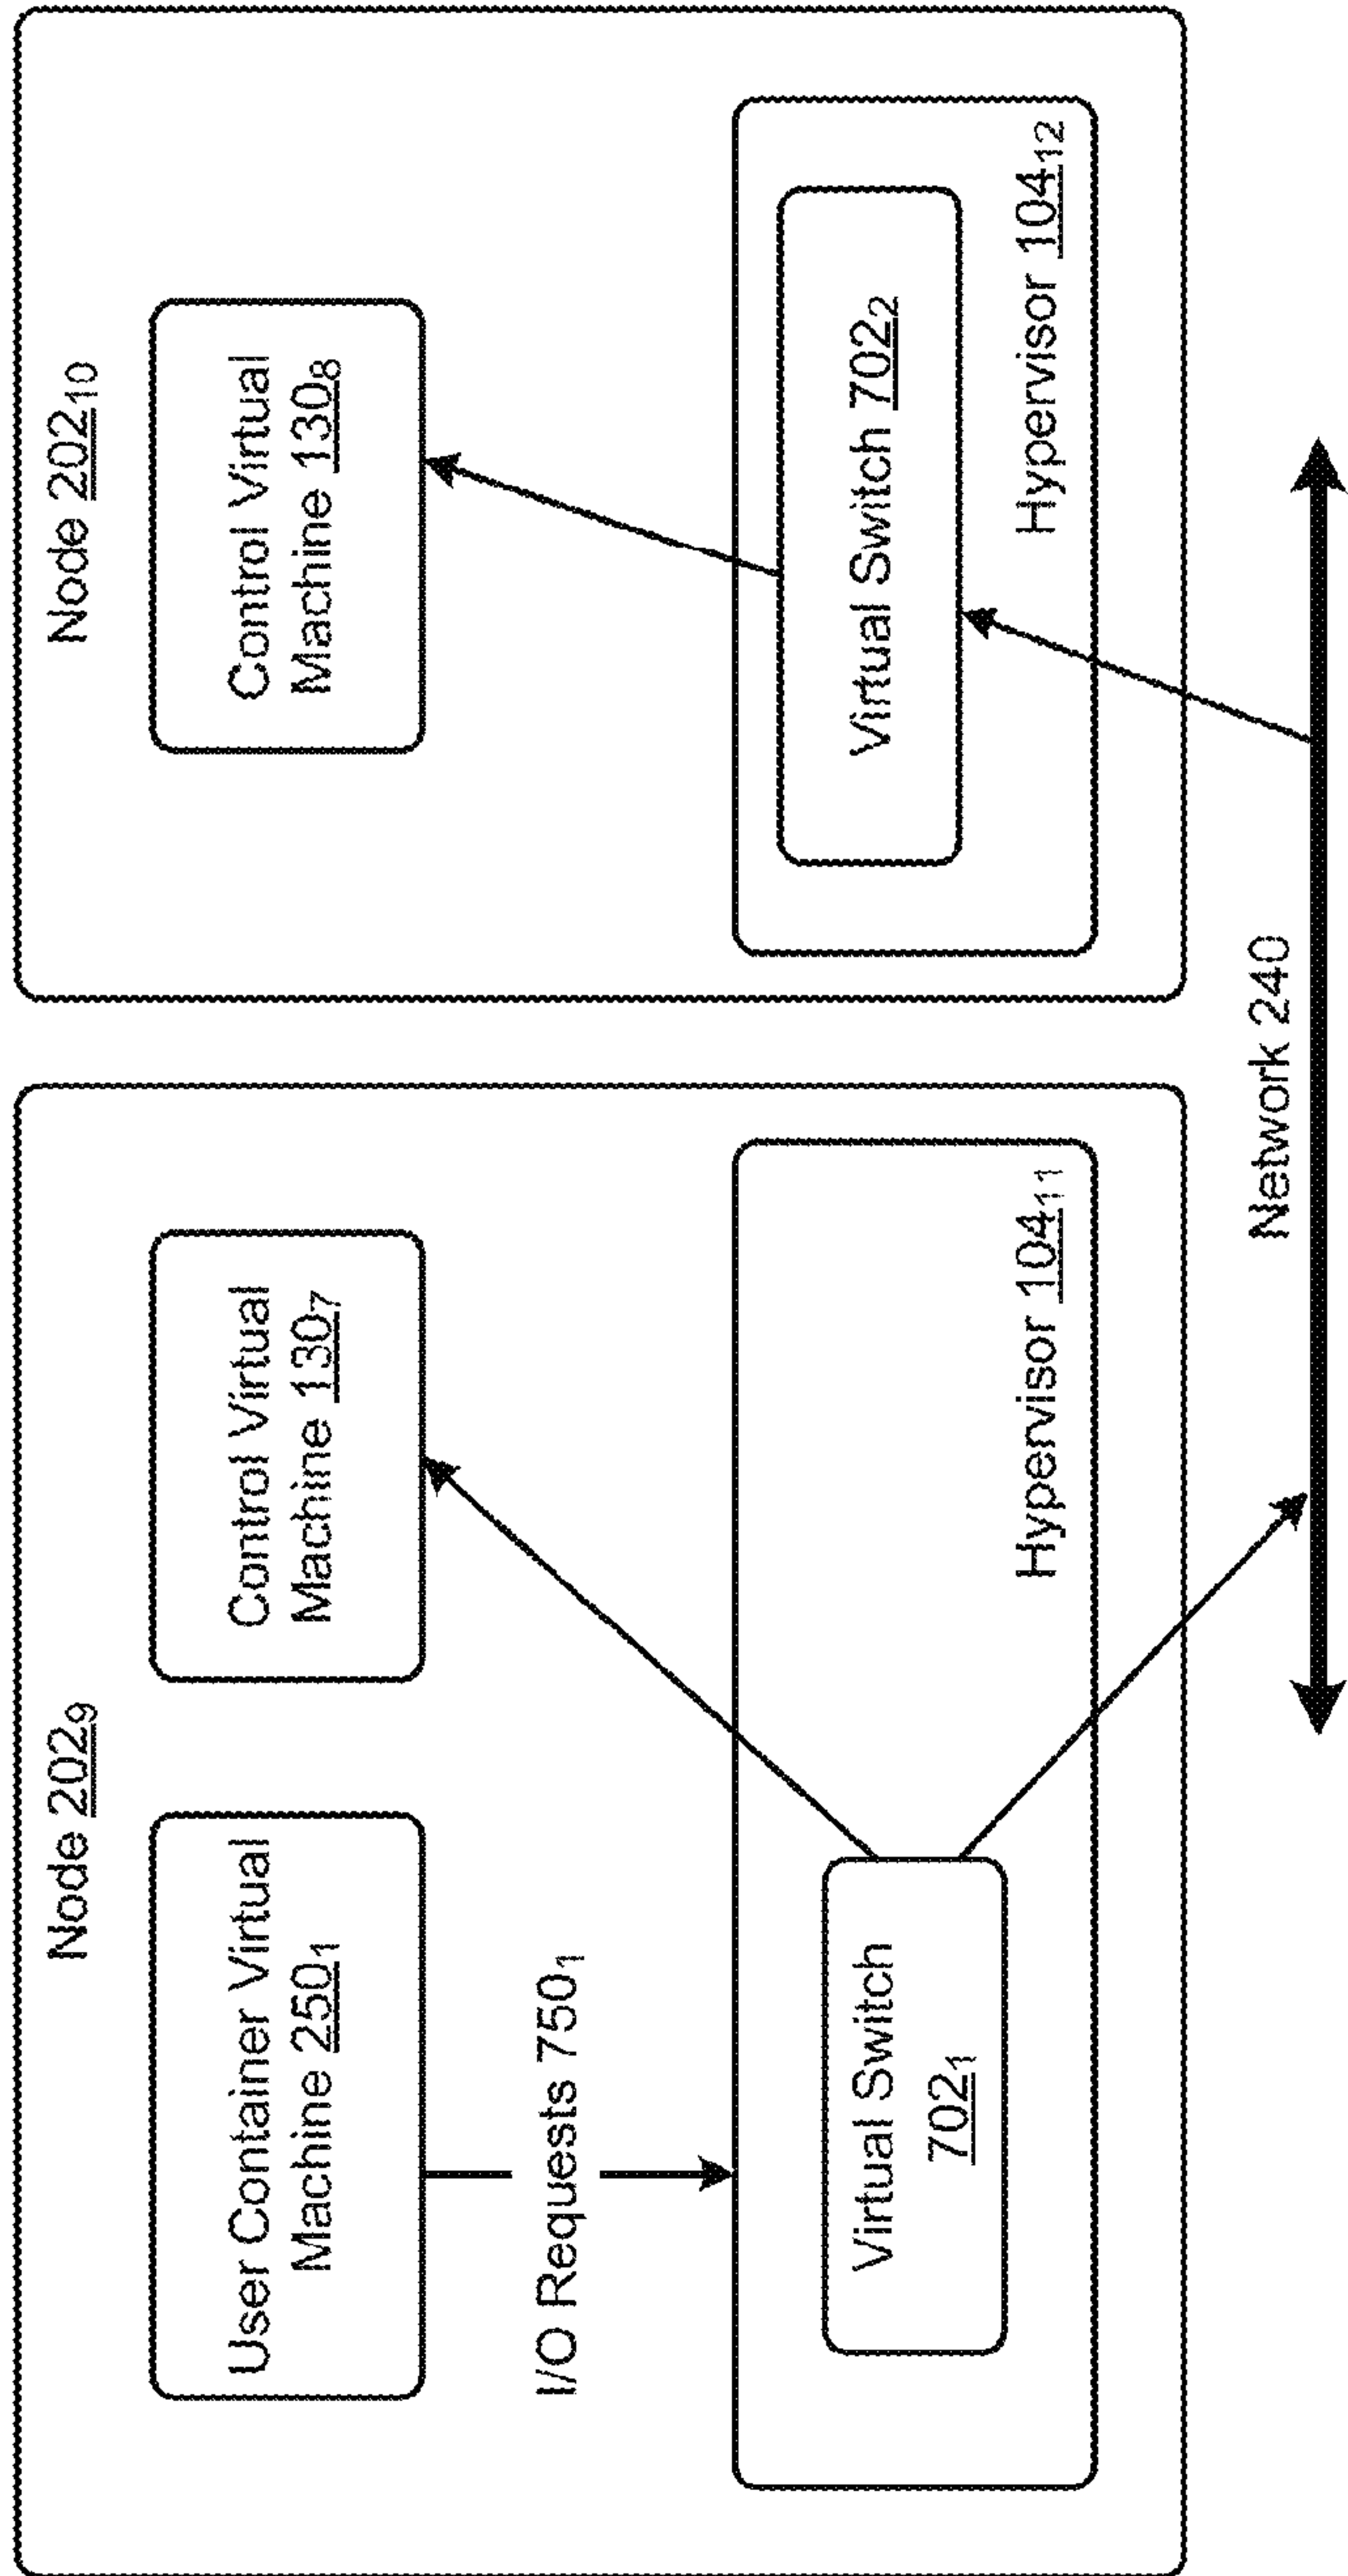 Node 202₉
User Container Virtual
Machine 250₁
Control Virtual
Machine 130₇
I/O Requests 750₁
Virtual Switch
702₁
Hypervisor 104₁₁
Node 202₁₀
Control Virtual
Machine 130₈
Virtual Switch 702₂
Hypervisor 104₁₂
Network 240